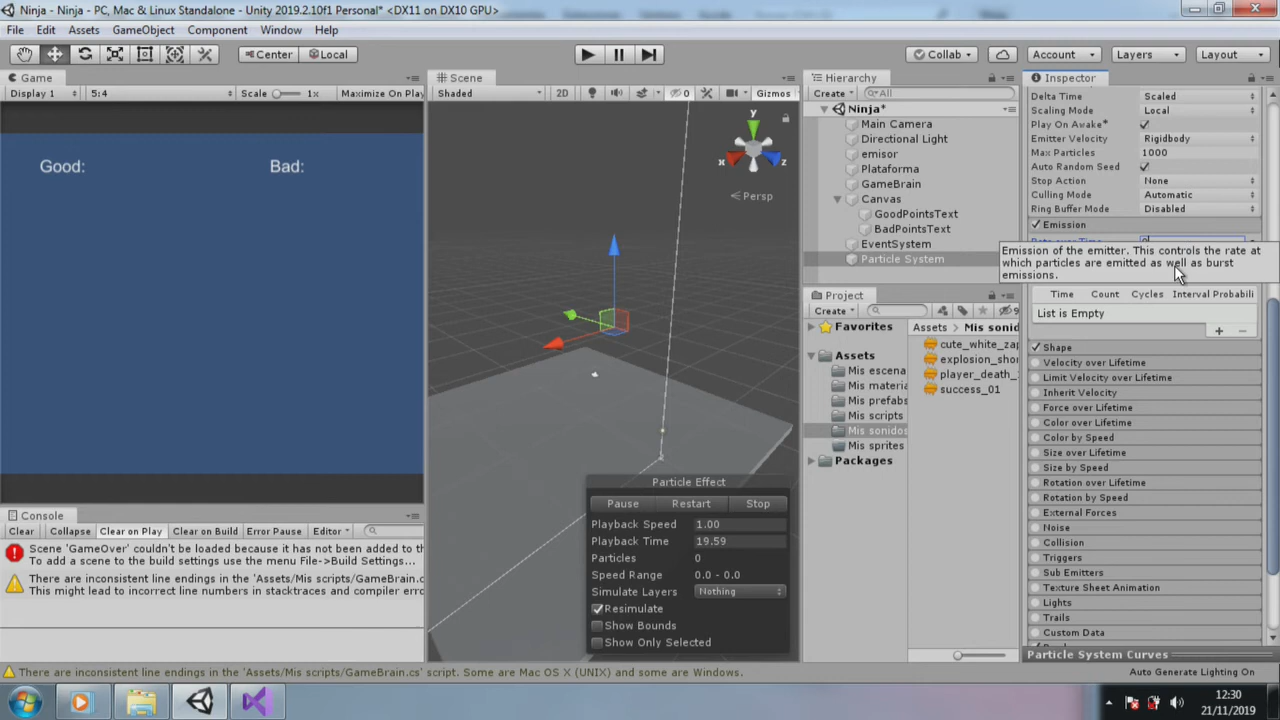 Ninja - Ninja - PC, Mac & Linux Standalone - Unity 2019.2.10f1 Personal* <DX11 on DX10 GPU>
File Edit Assets GameObject Component Window Help
Center Local Collab Account Layers Layout
Game
Display 1 5:4 Scale 1x Maximize On Play
Good: Bad:
Scene
Shaded 2D 0 Gizmos
y
x z
Persp
Particle Effect
Pause Restart Stop
Playback Speed 1.00
Playback Time 19.59
Particles 0
Speed Range 0.0 - 0.0
Simulate Layers Nothing
Resimulate
Show Bounds
Show Only Selected
Hierarchy
Create All
Ninja*
Main Camera
Directional Light
emisor
Plataforma
GameBrain
Canvas
GoodPointsText
BadPointsText
EventSystem
Particle System
Project
Create 9
Favorites
Assets
Mis escena
Mis materia
Mis prefabs
Mis scripts
Mis sonidos
Mis sprites
Packages
Assets Mis sonid
cute_white_zap
explosion_shor
player_death_
success_01
Inspector
Delta Time Scaled
Scaling Mode Local
Play On Awake*
Emitter Velocity Rigidbody
Max Particles 1000
Auto Random Seed
Stop Action None
Culling Mode Automatic
Ring Buffer Mode Disabled
Emission
Emission of the emitter. This controls the rate at
which particles are emitted as well as burst
emissions.
Time Count Cycles Interval Probabili
List is Empty
Shape
Velocity over Lifetime
Limit Velocity over Lifetime
Inherit Velocity
Force over Lifetime
Color over Lifetime
Color by Speed
Size over Lifetime
Size by Speed
Rotation over Lifetime
Rotation by Speed
External Forces
Noise
Collision
Triggers
Sub Emitters
Texture Sheet Animation
Lights
Trails
Custom Data
Particle System Curves
Auto Generate Lighting On
Console
Clear Collapse Clear on Play Clear on Build Error Pause Editor
Scene 'GameOver' couldn't be loaded because it has not been added to th
To add a scene to the build settings use the menu File->Build Settings...
There are inconsistent line endings in the 'Assets/Mis scripts/GameBrain.c
This might lead to incorrect line numbers in stacktraces and compiler erro
There are inconsistent line endings in the 'Assets/Mis scripts/GameBrain.cs' script. Some are Mac OS X (UNIX) and some are Windows.
12:30
21/11/2019